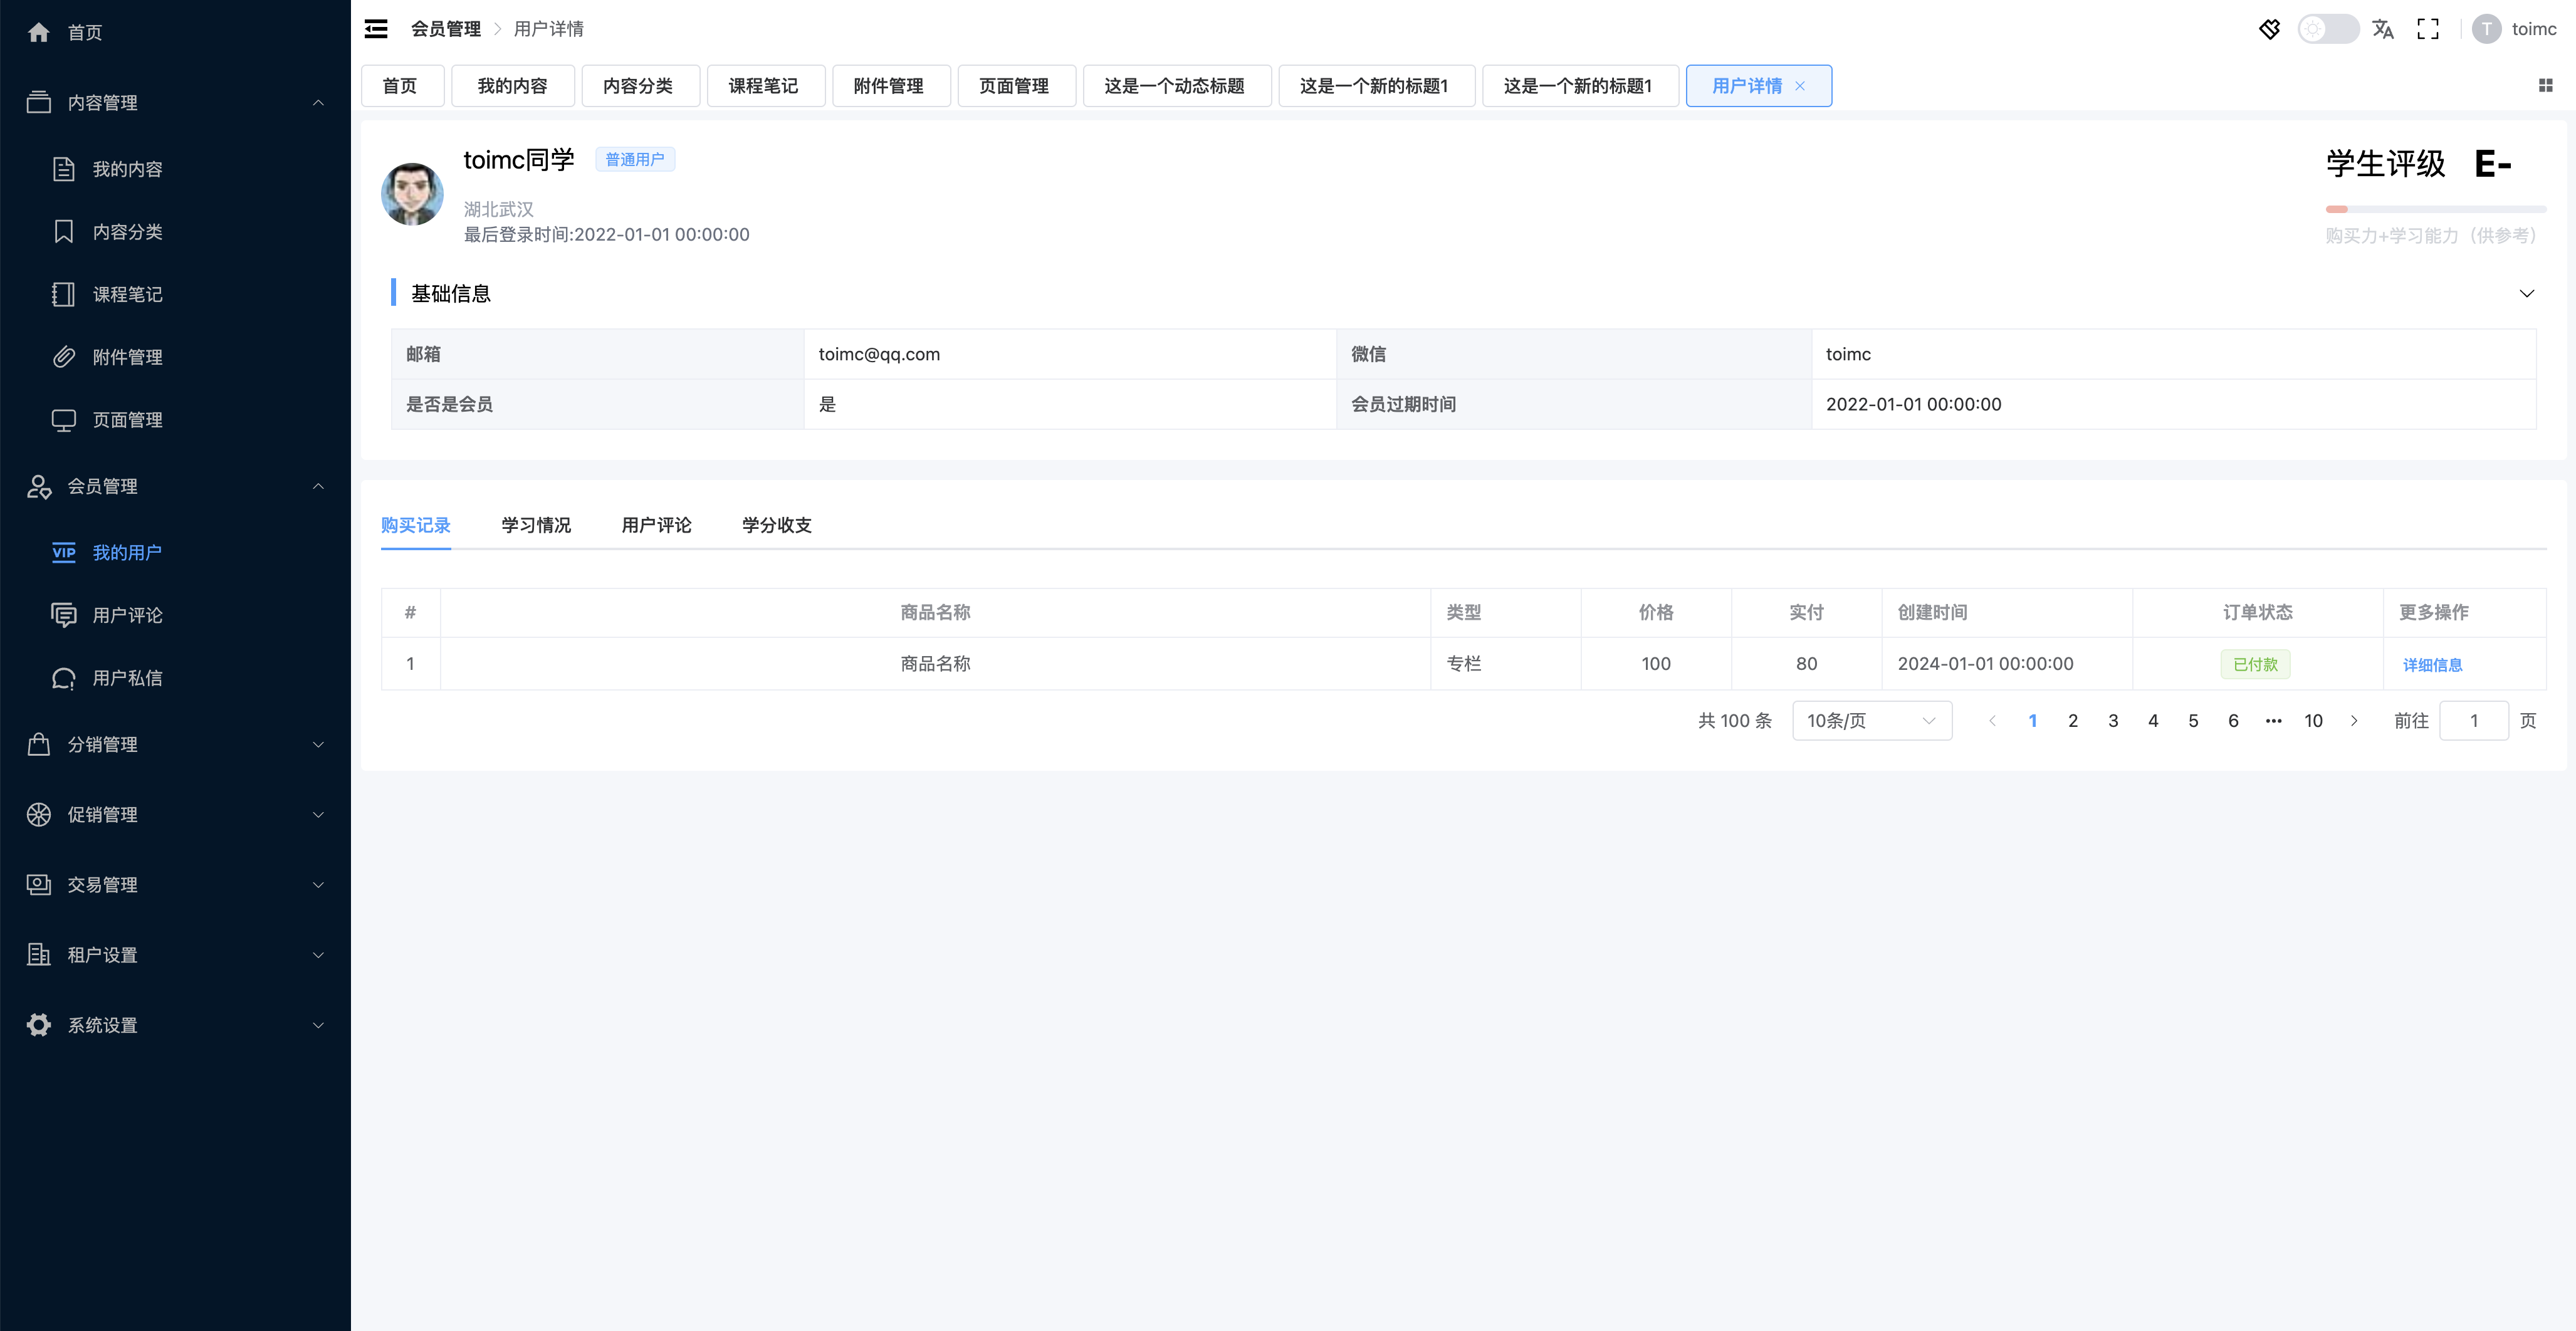 首页
内容管理
我的内容
内容分类
课程笔记
附件管理
页面管理
会员管理
VIP 我的用户
用户评论
用户私信
分销管理
促销管理
交易管理
租户设置
系统设置
会员管理 用户详情
T toimc
首页 我的内容 内容分类 课程笔记 附件管理 页面管理 这是一个动态标题 这是一个新的标题1 这是一个新的标题1 用户详情
toimc同学 普通用户
湖北武汉
最后登录时间:2022-01-01 00:00:00
学生评级 E-
购买力+学习能力（供参考）
基础信息
邮箱 toimc@qq.com 微信 toimc
是否是会员 是 会员过期时间 2022-01-01 00:00:00
购买记录 学习情况 用户评论 学分收支
# 商品名称 类型 价格 实付 创建时间 订单状态 更多操作
1 商品名称 专栏 100 80 2024-01-01 00:00:00 已付款 详细信息
共 100 条 10条/页 1 2 3 4 5 6 ••• 10 前往 1 页